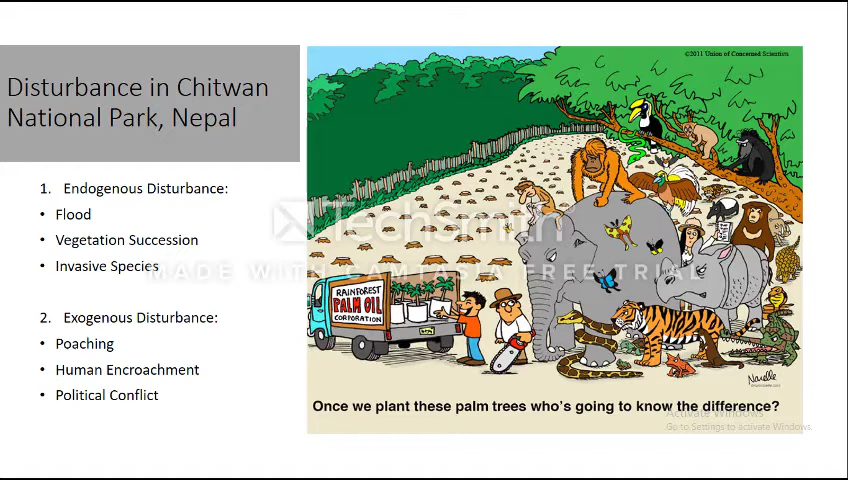 Disturbance in Chitwan
National Park, Nepal
1. Endogenous Disturbance:
• Flood
• Vegetation Succession
• Invasive Species
2. Exogenous Disturbance:
• Poaching
• Human Encroachment
• Political Conflict
©2011 Union of Concerned Scientists
TechSmith
MADE WITH CAMTASIA FREE TRIAL
RAINFOREST
PALM OIL
CORPORATION
Narelle
Once we plant these palm trees who's going to know the difference?
Activate Windows
Go to Settings to activate Windows.